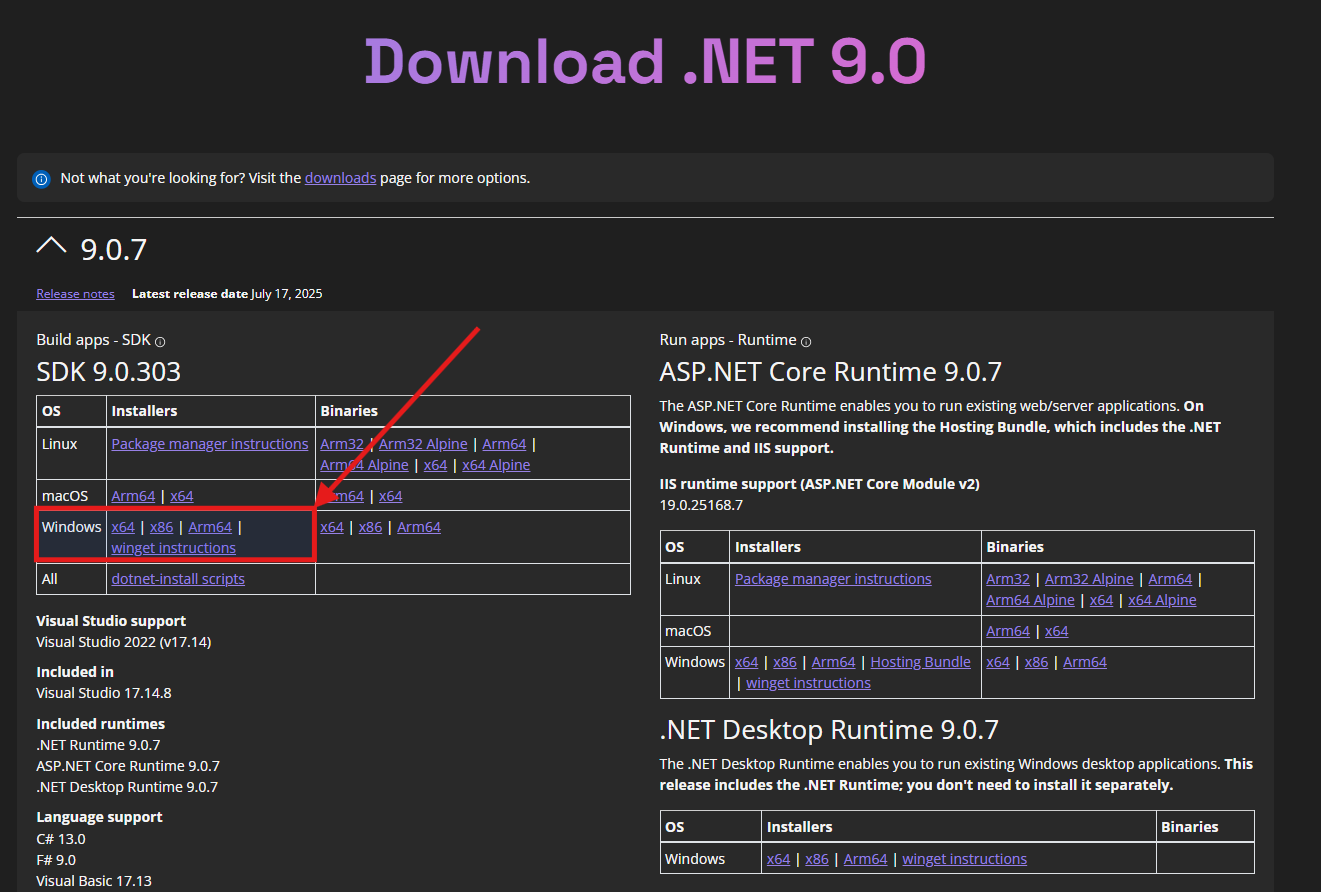 Download .NET 9.0
Not what you're looking for? Visit the downloads page for more options.
9.0.7
Release notes Latest release date July 17, 2025
Build apps - SDK
SDK 9.0.303
OS Installers Binaries
Linux Package manager instructions Arm32 | Arm32 Alpine | Arm64 |
Arm64 Alpine | x64 | x64 Alpine
macOS Arm64 | x64 Arm64 | x64
Windows x64 | x86 | Arm64 | x64 | x86 | Arm64
winget instructions
All dotnet-install scripts
Visual Studio support
Visual Studio 2022 (v17.14)
Included in
Visual Studio 17.14.8
Included runtimes
.NET Runtime 9.0.7
ASP.NET Core Runtime 9.0.7
.NET Desktop Runtime 9.0.7
Language support
C# 13.0
F# 9.0
Visual Basic 17.13
Run apps - Runtime
ASP.NET Core Runtime 9.0.7
The ASP.NET Core Runtime enables you to run existing web/server applications. On
Windows, we recommend installing the Hosting Bundle, which includes the .NET
Runtime and IIS support.
IIS runtime support (ASP.NET Core Module v2)
19.0.25168.7
OS Installers Binaries
Linux Package manager instructions Arm32 | Arm32 Alpine | Arm64 |
Arm64 Alpine | x64 | x64 Alpine
macOS Arm64 | x64
Windows x64 | x86 | Arm64 | Hosting Bundle x64 | x86 | Arm64
| winget instructions
.NET Desktop Runtime 9.0.7
The .NET Desktop Runtime enables you to run existing Windows desktop applications. This
release includes the .NET Runtime; you don't need to install it separately.
OS Installers Binaries
Windows x64 | x86 | Arm64 | winget instructions